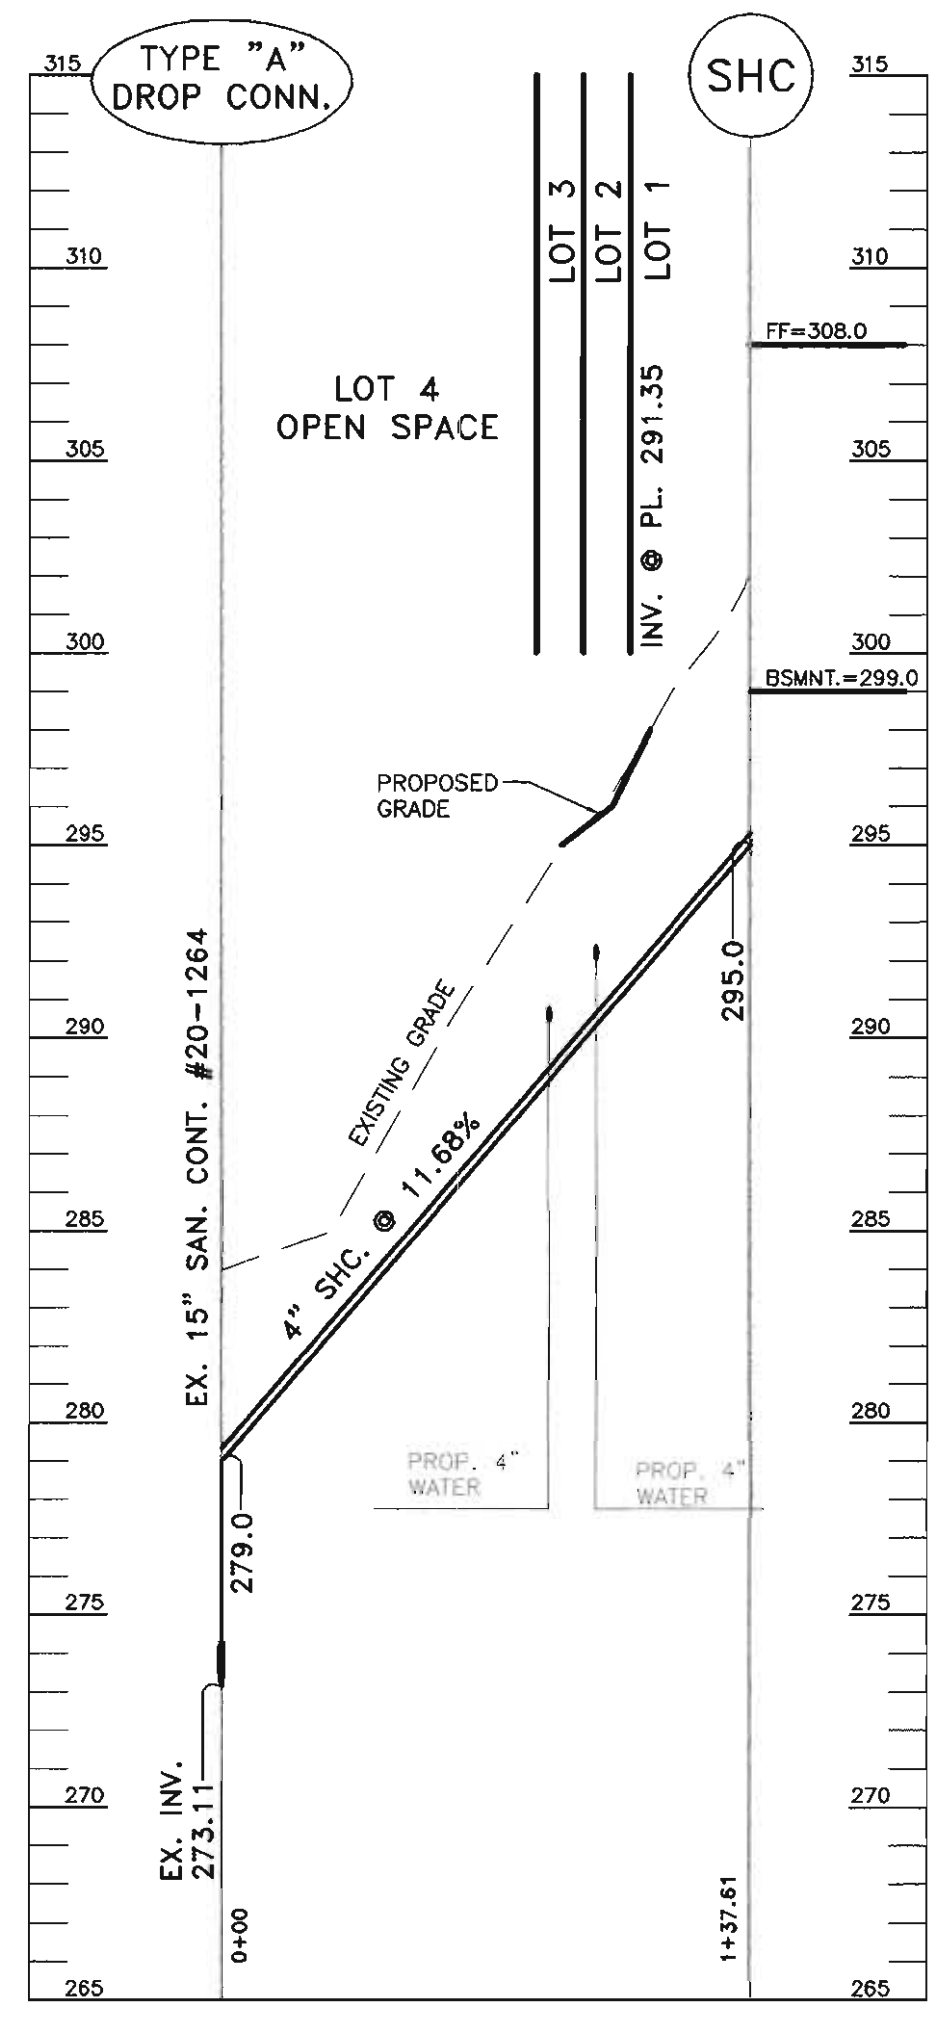 TYPE "A"
DROP CONN.
SHC
315
315
LOT 3
LOT 2
LOT 1
310
310
FF=308.0
LOT 4
OPEN SPACE
INV. @ PL. 291.35
305
305
300
300
BSMNT.=299.0
PROPOSED
GRADE
295
295
295.0
EX. 15" SAN. CONT. #20-1264
EXISTING GRADE
290
290
4" SHC. @ 11.68%
285
285
280
280
PROP. 4"
WATER
PROP. 4"
WATER
279.0
275
275
EX. INV.
273.11
270
270
0+00
1+37.61
265
265